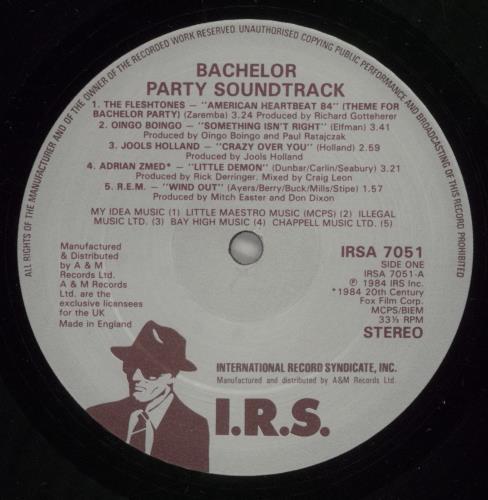 ALL RIGHTS OF THE MANUFACTURER AND OF THE OWNER OF THE RECORDED WORK RESERVED UNAUTHORISED COPYING PUBLIC PERFORMANCE AND BROADCASTING OF THIS RECORD PROHIBITED
BACHELOR
PARTY SOUNDTRACK
1. THE FLESHTONES – "AMERICAN HEARTBEAT 84" (THEME FOR
BACHELOR PARTY) (Zaremba) 3.24 Produced by Richard Gotteherer
2. OINGO BOINGO – "SOMETHING ISN'T RIGHT" (Elfman) 3.41
Produced by Oingo Boingo and Paul Ratajczak
3. JOOLS HOLLAND – "CRAZY OVER YOU" (Holland) 2.59
Produced by Jools Holland
4. ADRIAN ZMED* – "LITTLE DEMON" (Dunbar/Carlin/Seabury) 3.21
Produced by Rick Derringer, Mixed by Craig Leon
5. R.E.M. – "WIND OUT" (Ayers/Berry/Buck/Mills/Stipe) 1.57
Produced by Mitch Easter and Don Dixon
MY IDEA MUSIC (1) LITTLE MAESTRO MUSIC (MCPS) (2) ILLEGAL
MUSIC LTD. (3) BAY HIGH MUSIC (4) CHAPPELL MUSIC LTD. (5)
Manufactured
& Distributed
by A & M
Records Ltd.
A & M Records
Ltd. are the
exclusive licensees
for the UK
Made in England
IRSA 7051
SIDE ONE
IRSA 7051-A
℗ 1984 IRS Inc.
*1984 20th Century
Fox Film Corp.
MCPS/BIEM
33⅓ RPM
STEREO
INTERNATIONAL RECORD SYNDICATE, INC.
Manufactured and distributed by A&M Records Ltd.
I.R.S.